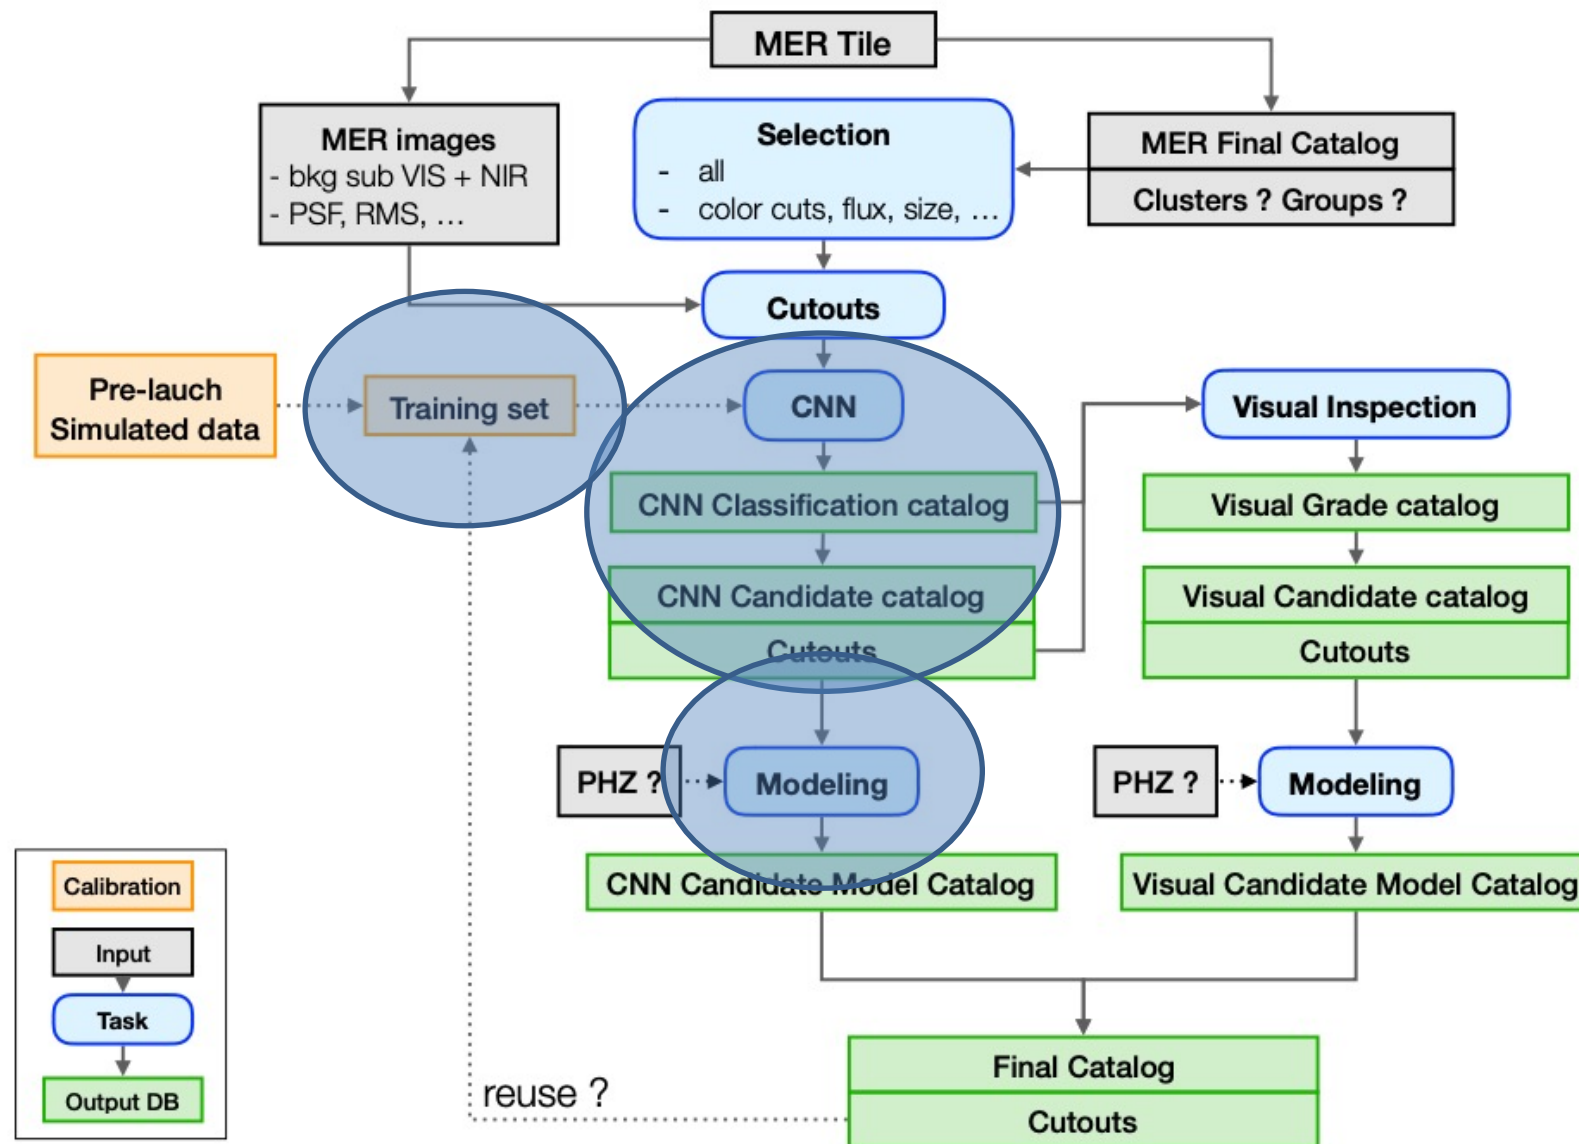 MER Tile
MER images
- bkg sub VIS + NIR
- PSF, RMS, …
Selection
- all
- color cuts, flux, size, …
MER Final Catalog
Clusters ? Groups ?
Cutouts
Pre-lauch
Simulated data
Training set
CNN
Visual Inspection
CNN Classification catalog
Visual Grade catalog
CNN Candidate catalog
Cutouts
Visual Candidate catalog
Cutouts
PHZ ?
Modeling
PHZ ?
Modeling
CNN Candidate Model Catalog
Visual Candidate Model Catalog
Calibration
Input
Task
Output DB
reuse ?
Final Catalog
Cutouts